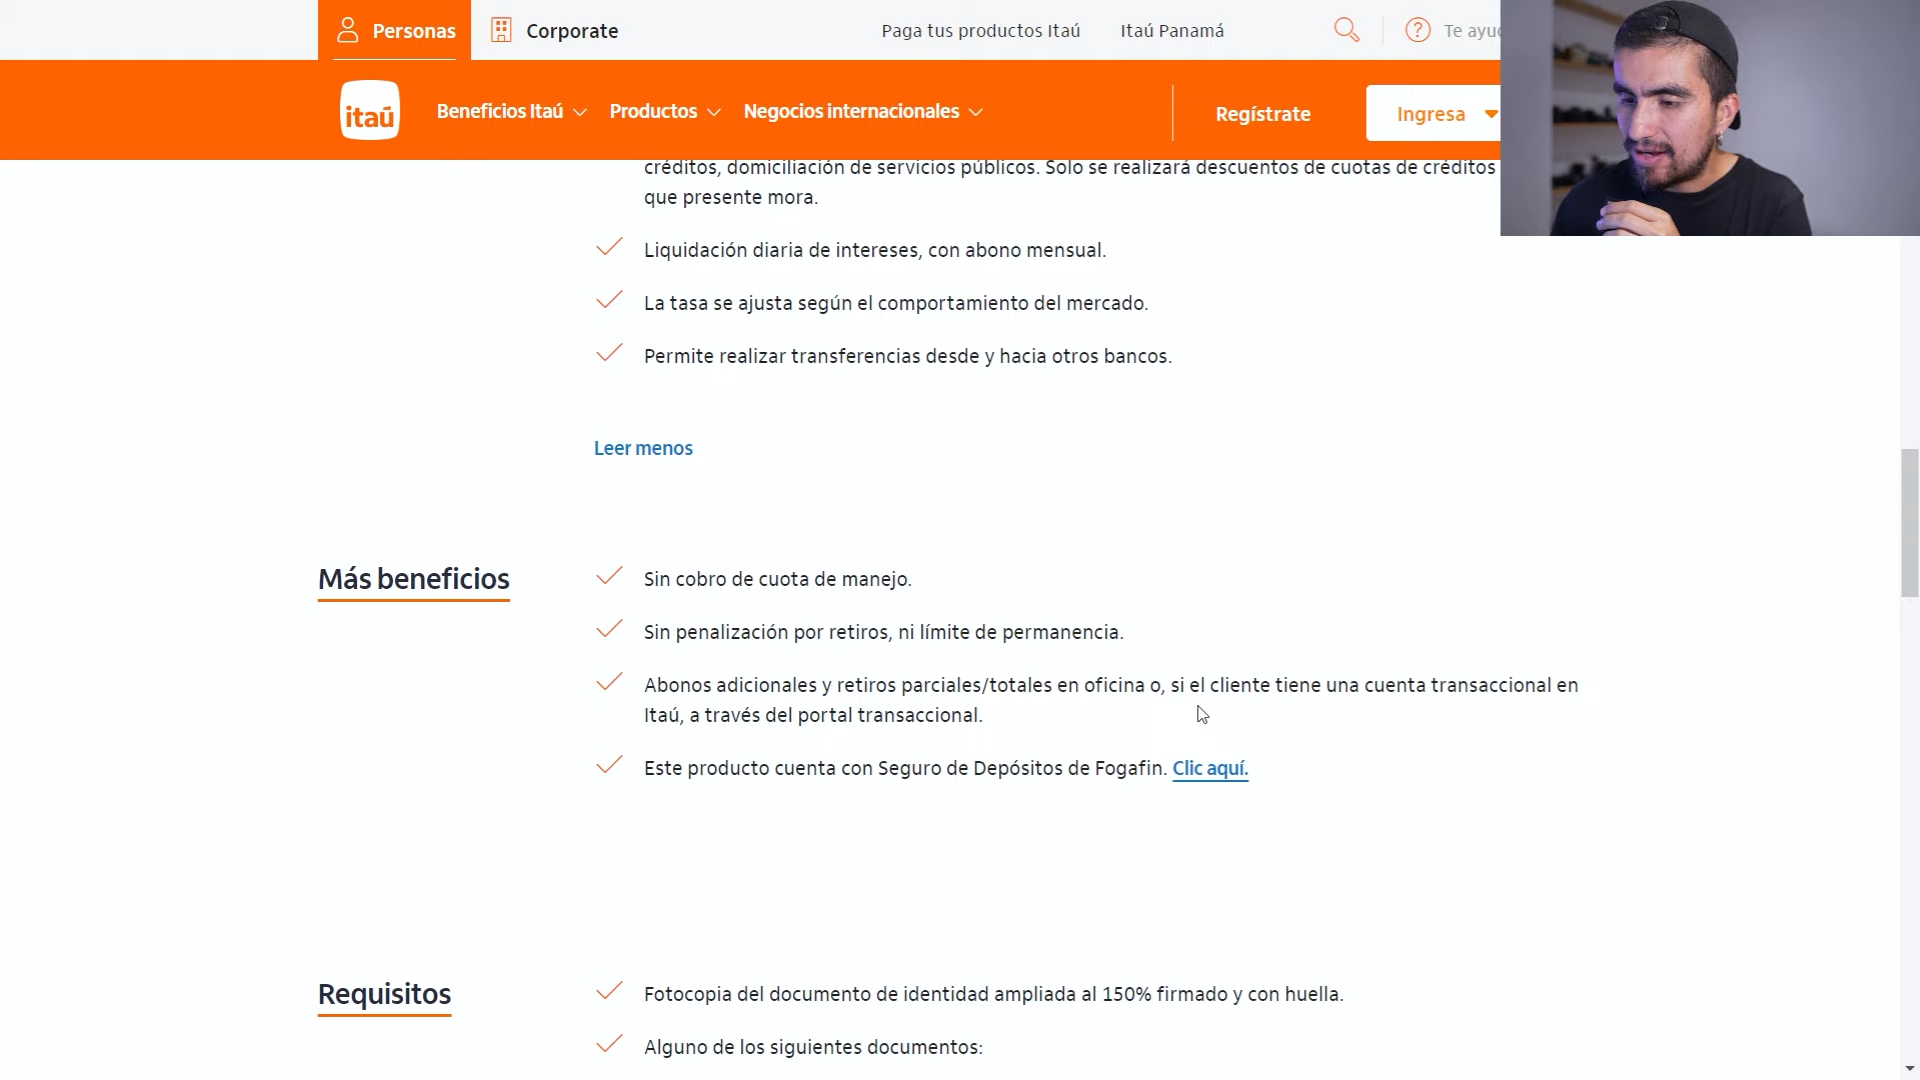 Personas
Corporate
Paga tus productos Itaú
Itaú Panamá
?
itaú
Beneficios Itaú
Productos
Negocios internacionales
Regístrate
Ingresa
créditos, domiciliación de servicios públicos. Solo se realizará descuentos de cuotas de créditos
que presente mora.
Liquidación diaria de intereses, con abono mensual.
La tasa se ajusta según el comportamiento del mercado.
Permite realizar transferencias desde y hacia otros bancos.
Leer menos
Más beneficios
Sin cobro de cuota de manejo.
Sin penalización por retiros, ni límite de permanencia.
Abonos adicionales y retiros parciales/totales en oficina o, si el cliente tiene una cuenta transaccional en
Itaú, a través del portal transaccional.
Este producto cuenta con Seguro de Depósitos de Fogafin. Clic aquí.
Requisitos
Fotocopia del documento de identidad ampliada al 150% firmado y con huella.
Alguno de los siguientes documentos: